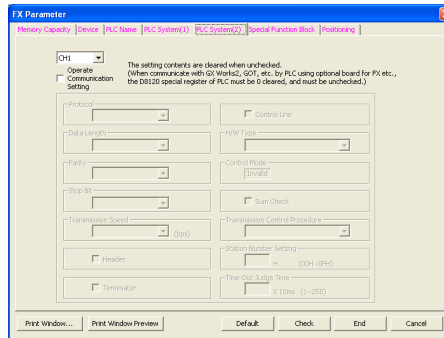 FX Parameter
Memory Capacity Device PLC Name PLC System(1) PLC System(2) Special Function Block Positioning
CH1
Operate
Communication
Setting
The setting contents are cleared when unchecked.
(When communicate with GX Works2, GOT, etc. by PLC using optional board for FX etc.,
the D8120 special register of PLC must be 0 cleared, and must be unchecked.)
Protocol
Control Line
Data Length
H/W Type
Parity
Control Mode
Invalid
Stop Bit
Sum Check
Transmission Speed
(bps)
Transmission Control Procedure
Header
Station Number Setting
H (00H--0FH)
Terminator
Time Out Judge Time
X 10ms (1--255)
Print Window... Print Window Preview Default Check End Cancel